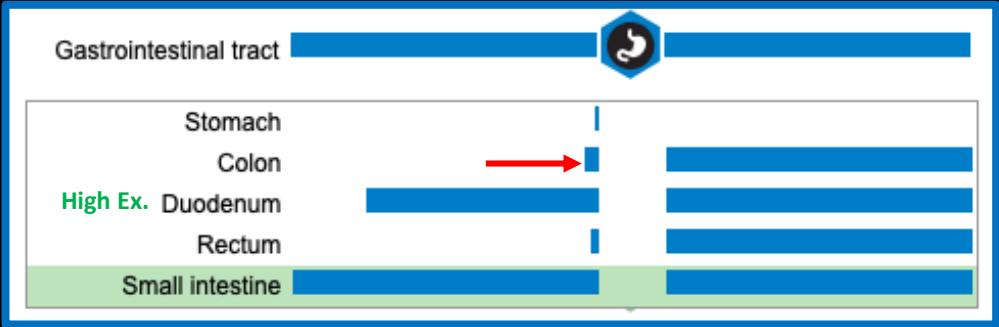 Gastrointestinal tract
Stomach
Colon
High Ex. Duodenum
Rectum
Small intestine